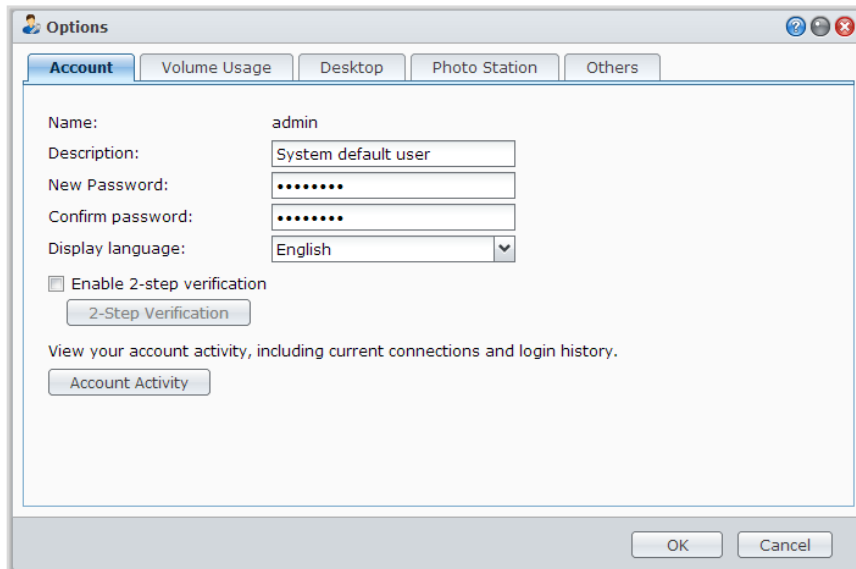 Options
Account Volume Usage Desktop Photo Station Others
Name: admin
Description: System default user
New Password: ••••••••
Confirm password: ••••••••
Display language: English
Enable 2-step verification
2-Step Verification
View your account activity, including current connections and login history.
Account Activity
OK Cancel